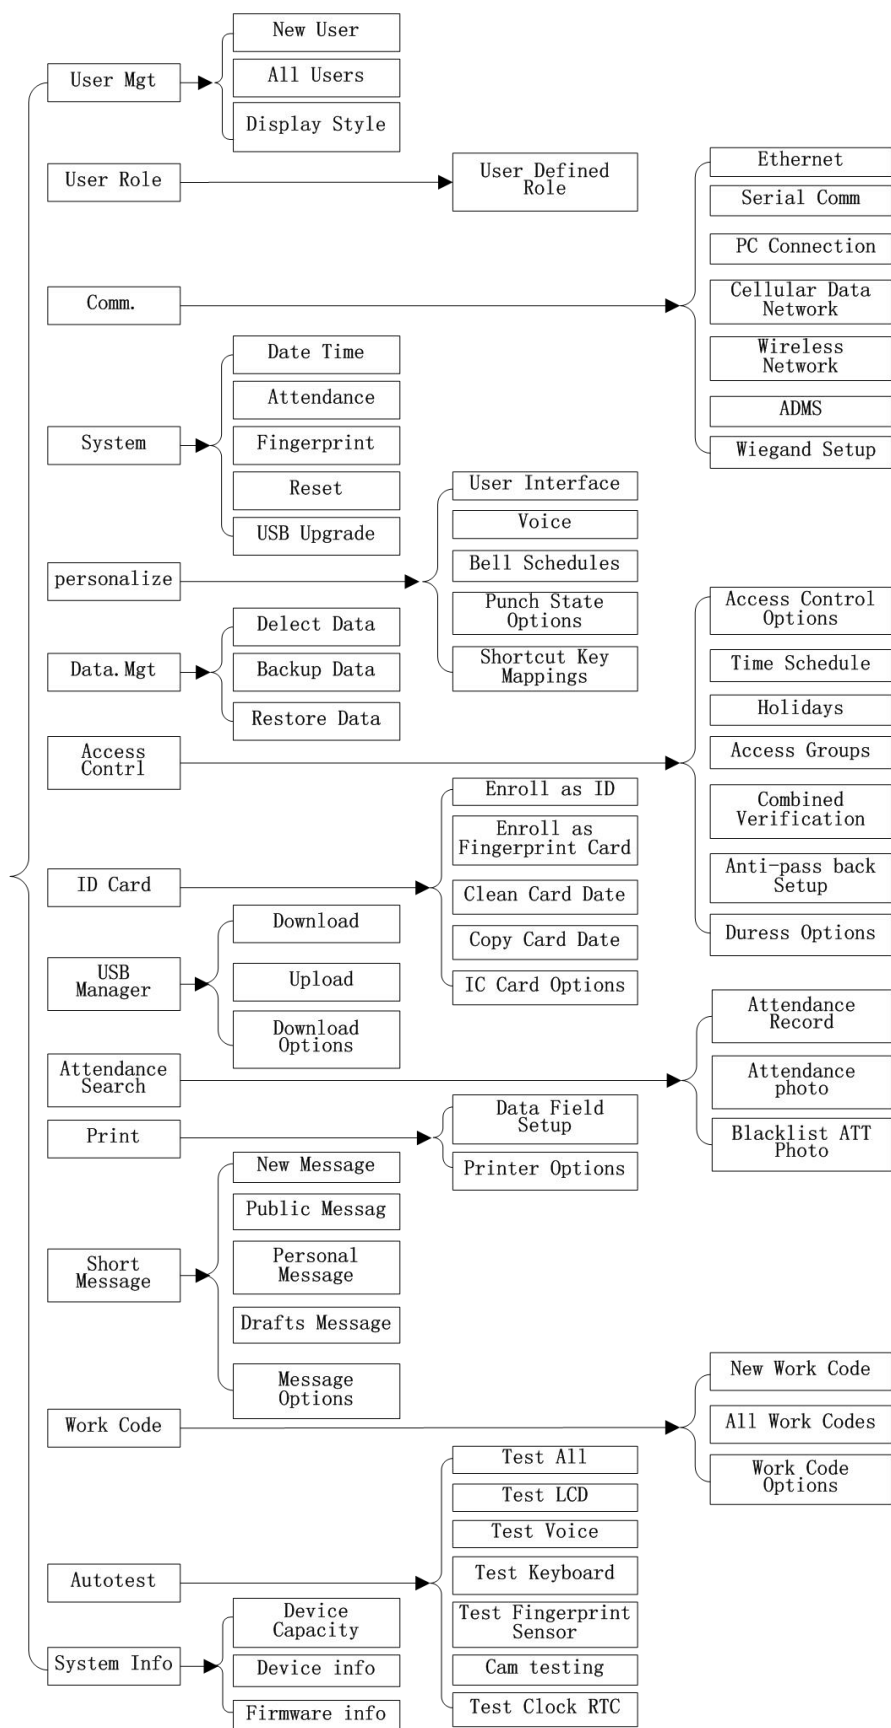 User Mgt
New User
All Users
Display Style
User Role
User Defined
Role
Comm.
Ethernet
Serial Comm
PC Connection
Cellular Data
Network
Wireless
Network
ADMS
Wiegand Setup
System
Date Time
Attendance
Fingerprint
Reset
USB Upgrade
personalize
User Interface
Voice
Bell Schedules
Punch State
Options
Shortcut Key
Mappings
Data.Mgt
Delect Data
Backup Data
Restore Data
Access
Contrl
Access Control
Options
Time Schedule
Holidays
Access Groups
Combined
Verification
Anti-pass back
Setup
Duress Options
ID Card
Enroll as ID
Enroll as
Fingerprint Card
Clean Card Date
Copy Card Date
IC Card Options
USB
Manager
Download
Upload
Download
Options
Attendance
Search
Attendance
Record
Attendance
photo
Blacklist ATT
Photo
Print
Data Field
Setup
Printer Options
Short
Message
New Message
Public Messag
Personal
Message
Drafts Message
Message
Options
Work Code
New Work Code
All Work Codes
Work Code
Options
Autotest
Test All
Test LCD
Test Voice
Test Keyboard
Test Fingerprint
Sensor
Cam testing
Test Clock RTC
System Info
Device
Capacity
Device info
Firmware info